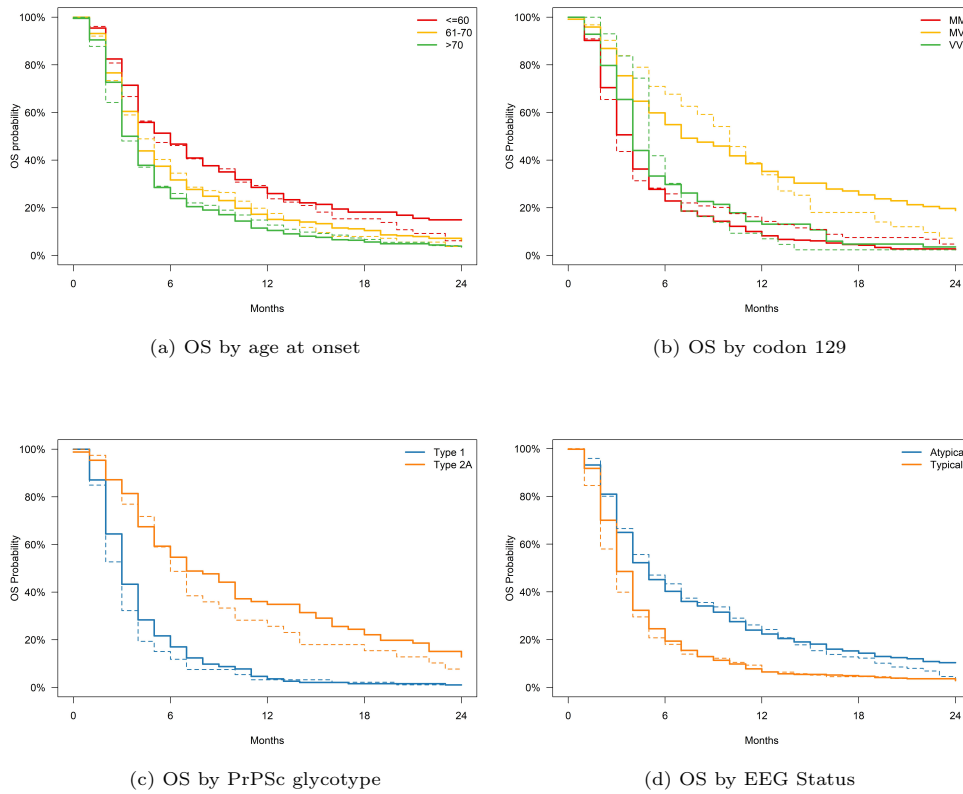 100%
80%
60%
40%
20%
0%
OS probability
<=60
61-70
>70
0 6 12 18 24
Months
(a) OS by age at onset
100%
80%
60%
40%
20%
0%
OS Probability
MM
MV
VV
0 6 12 18 24
Months
(b) OS by codon 129
100%
80%
60%
40%
20%
0%
OS Probability
Type 1
Type 2A
0 6 12 18 24
Months
(c) OS by PrPSc glycotype
100%
80%
60%
40%
20%
0%
OS Probability
Atypical
Typical
0 6 12 18 24
Months
(d) OS by EEG Status